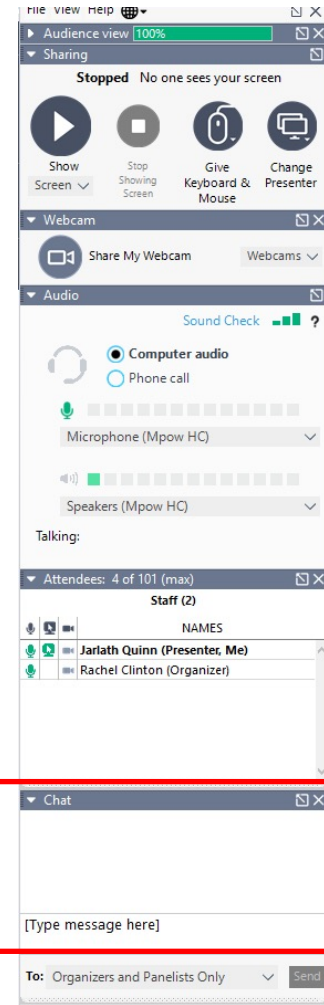 File View Help
Audience view 100%
Sharing
Stopped No one sees your screen
Show
Screen
Stop
Showing
Screen
Give
Keyboard &
Mouse
Change
Presenter
Webcam
Share My Webcam Webcams
Audio
Sound Check ?
Computer audio
Phone call
Microphone (Mpow HC)
Speakers (Mpow HC)
Talking:
Attendees: 4 of 101 (max)
Staff (2)
NAMES
Jarlath Quinn (Presenter, Me)
Rachel Clinton (Organizer)
Chat
[Type message here]
To: Organizers and Panelists Only Send